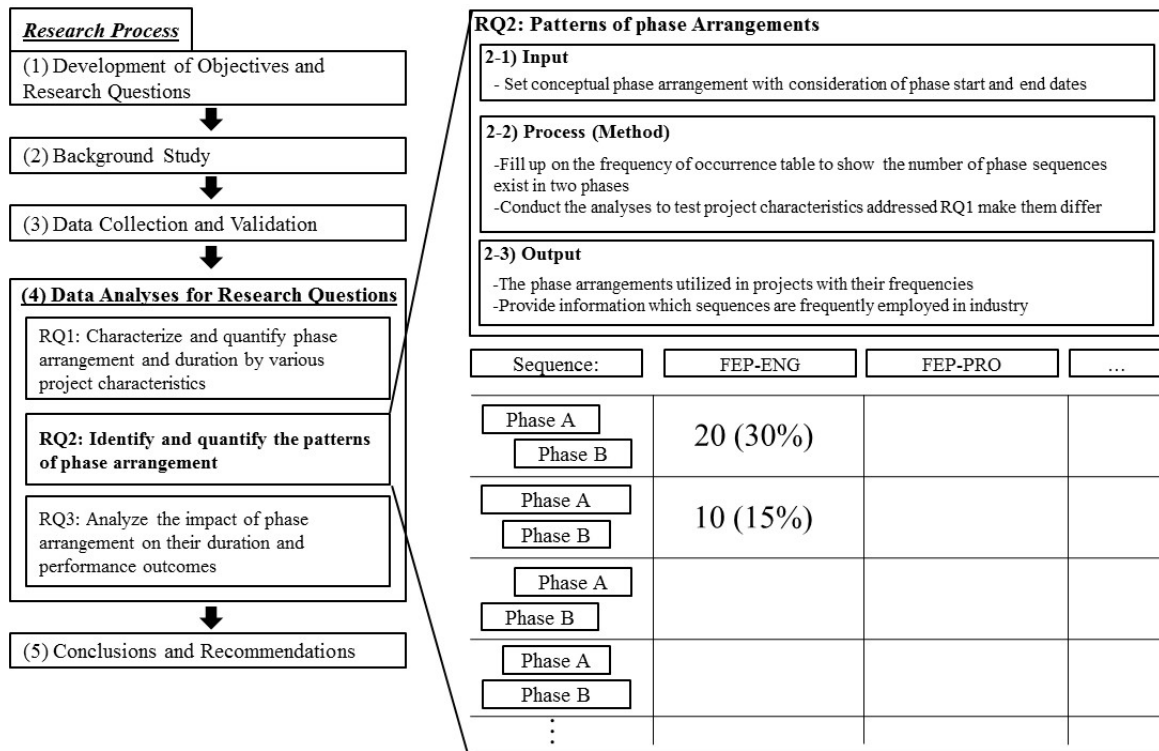 Research Process
(1) Development of Objectives and
Research Questions
(2) Background Study
(3) Data Collection and Validation
(4) Data Analyses for Research Questions
RQ1: Characterize and quantify phase
arrangement and duration by various
project characteristics
RQ2: Identify and quantify the patterns
of phase arrangement
RQ3: Analyze the impact of phase
arrangement on their duration and
performance outcomes
(5) Conclusions and Recommendations
RQ2: Patterns of phase Arrangements
2-1) Input
- Set conceptual phase arrangement with consideration of phase start and end dates
2-2) Process (Method)
-Fill up on the frequency of occurrence table to show the number of phase sequences
exist in two phases
-Conduct the analyses to test project characteristics addressed RQ1 make them differ
2-3) Output
-The phase arrangements utilized in projects with their frequencies
-Provide information which sequences are frequently employed in industry
Sequence: FEP-ENG FEP-PRO ...
Phase A
Phase B
20 (30%)
Phase A
Phase B
10 (15%)
Phase A
Phase B
Phase A
Phase B
⋮